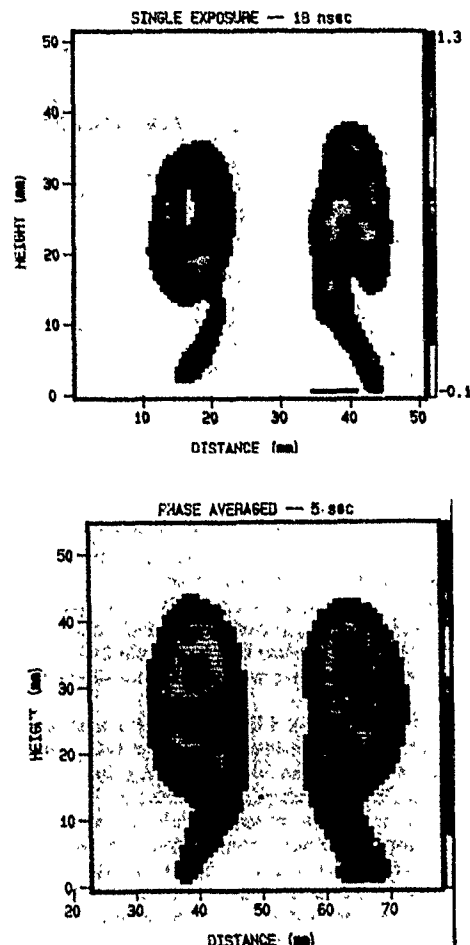 SINGLE EXPOSURE -- 18 nsec
1.3
50
40
30
20
10
0
HEIGHT (mm)
-0.1
10 20 30 40 50
DISTANCE (mm)
PHASE AVERAGED -- 5 sec
50
40
30
20
10
0
HEIGHT (mm)
20 30 40 50 60 70
DISTANCE (mm)